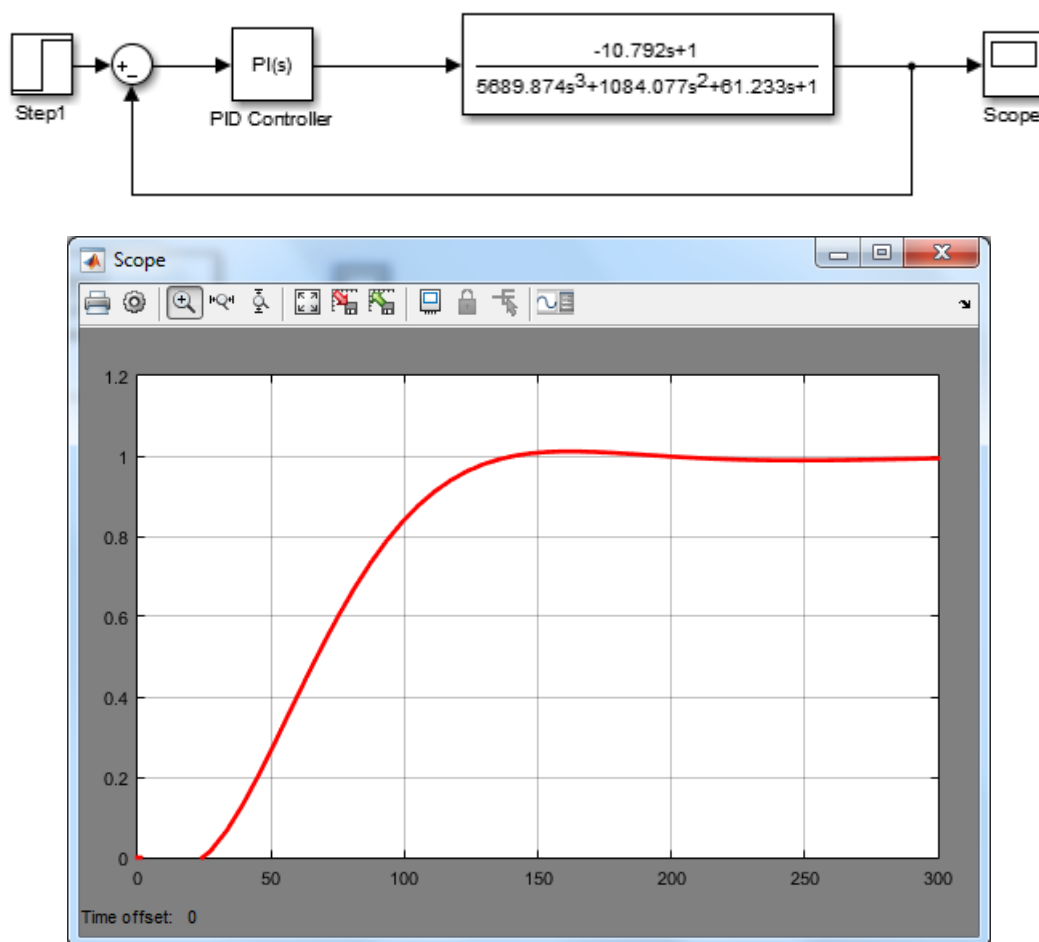 Step1
+
-
PI(s)
PID Controller
-10.792s+1
5689.874s³+1084.077s²+61.233s+1
Scope
Scope
1.2
1
0.8
0.6
0.4
0.2
0
0 50 100 150 200 250 300
Time offset: 0